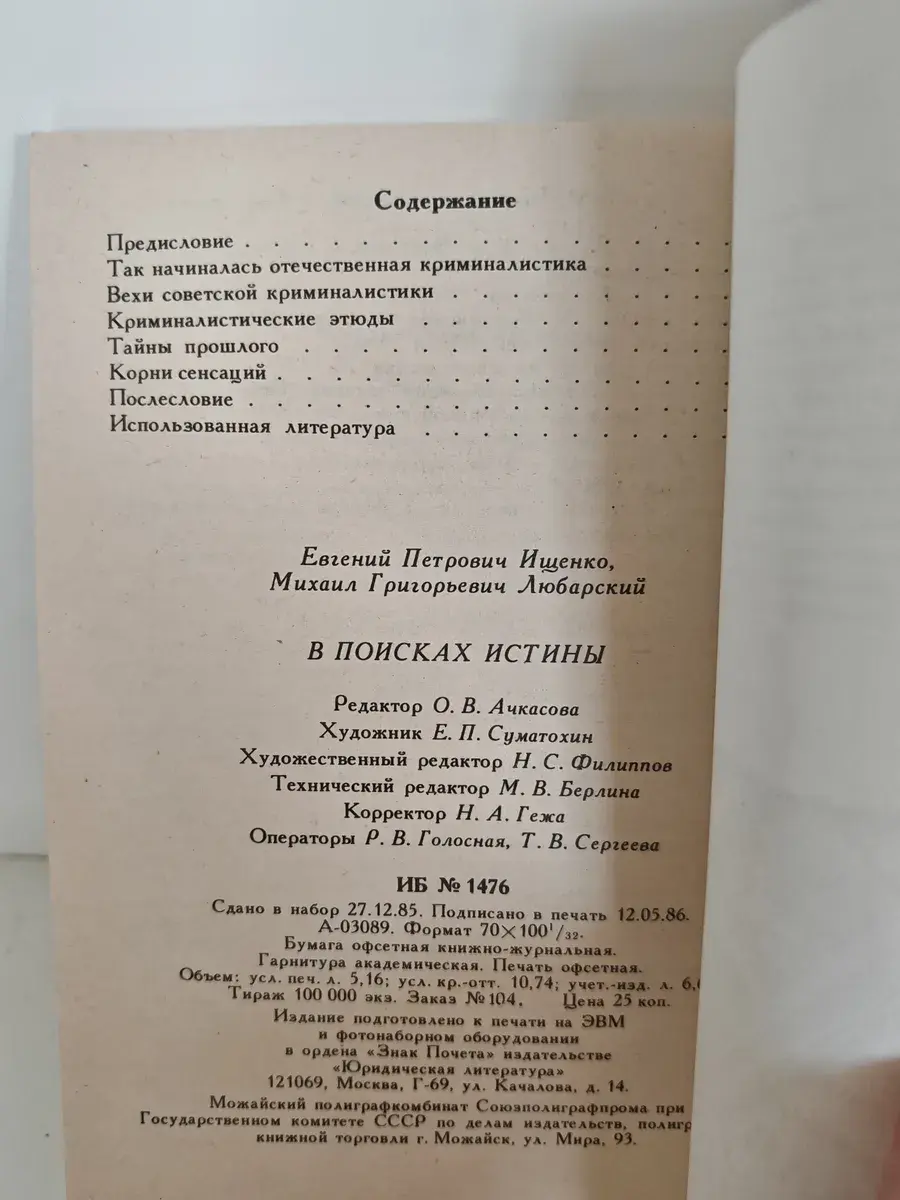 Содержание
Предисловие . . . . . . . . . . . . . . . .
Так начиналась отечественная криминалистика . . . . .
Вехи советской криминалистики . . . . . . . . . .
Криминалистические этюды . . . . . . . . . . .
Тайны прошлого . . . . . . . . . . . . . . .
Корни сенсаций . . . . . . . . . . . . . . .
Послесловие . . . . . . . . . . . . . . . .
Использованная литература . . . . . . . . . . .
Евгений Петрович Ищенко,
Михаил Григорьевич Любарский
В ПОИСКАХ ИСТИНЫ
Редактор О. В. Ачкасова
Художник Е. П. Суматохин
Художественный редактор Н. С. Филиппов
Технический редактор М. В. Берлина
Корректор Н. А. Гежа
Операторы Р. В. Голосная, Т. В. Сергеева
ИБ № 1476
Сдано в набор 27.12.85. Подписано в печать 12.05.86.
А-03089. Формат 70×100¹/₃₂.
Бумага офсетная книжно-журнальная.
Гарнитура академическая. Печать офсетная.
Объем: усл. печ. л. 5,16; усл. кр.-отт. 10,74; учет.-изд. л.
Тираж 100 000 экз. Заказ № 104. Цена 25 коп.
Издание подготовлено к печати на ЭВМ
и фотонаборном оборудовании
в ордена «Знак Почета» издательстве
«Юридическая литература»
121069, Москва, Г-69, ул. Качалова, д. 14.
Можайский полиграфкомбинат Союзполиграфпрома при
Государственном комитете СССР по делам издательств,
книжной торговли г. Можайск, ул. Мира, 93.